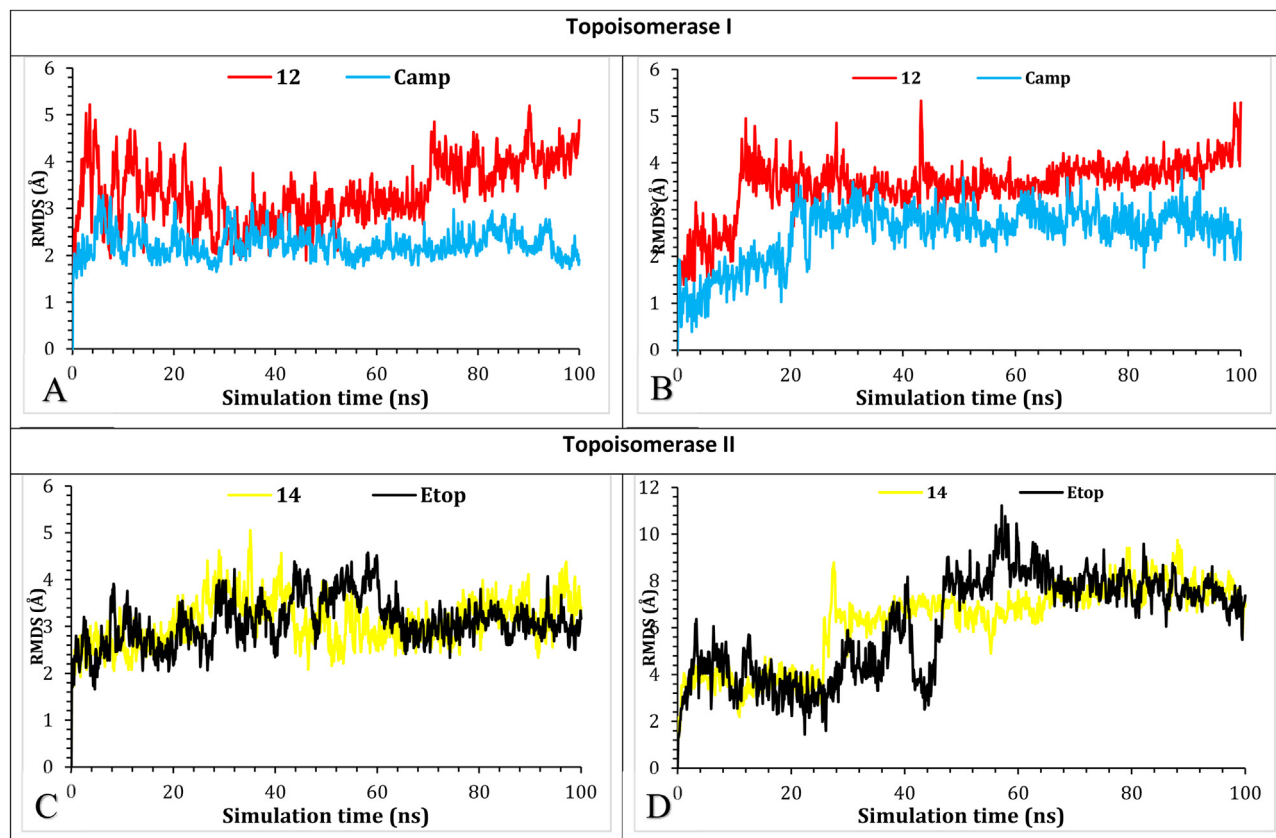 Topoisomerase I
12 Camp
6
5
4
3
2
1
0
RMDS (Å)
0 20 40 60 80 100
Simulation time (ns)
A
12 Camp
6
5
4
3
2
1
0
RMDS (Å)
0 20 40 60 80 100
Simulation time (ns)
B
Topoisomerase II
14 Etop
6
5
4
3
2
1
0
RMDS (Å)
0 20 40 60 80 100
Simulation time (ns)
C
14 Etop
12
10
8
6
4
2
0
RMDS (Å)
0 20 40 60 80 100
Simulation time (ns)
D